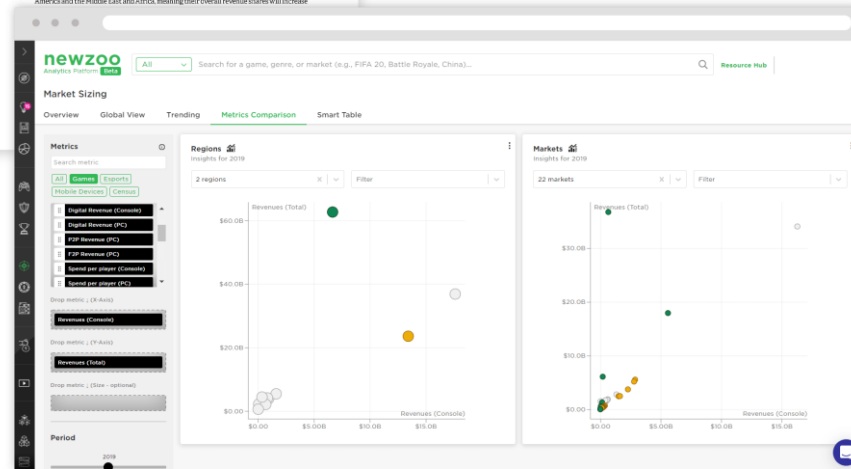 America and the Middle East and Africa, meaning their overall revenue shares will increase
newzoo
Analytics Platform Beta
All
Search for a game, genre, or market (e.g., FIFA 20, Battle Royale, China)...
Resource Hub
Market Sizing
Overview
Global View
Trending
Metrics Comparison
Smart Table
Metrics
Search metric
All
Games
Esports
Mobile Devices
Census
Digital Revenue (Console)
Digital Revenue (PC)
P2P Revenue (PC)
F2P Revenue (PC)
Spend per player (Console)
Spend per player (PC)
Drop metric ↓ (X-Axis)
Revenues (Console)
Drop metric ↓ (Y-Axis)
Revenues (Total)
Drop metric ↓ (Size - optional)
Period
2019
Regions
Insights for 2019
2 regions
Filter
Revenues (Total)
$60.0B
$40.0B
$20.0B
$0.00
Revenues (Console)
$0.00
$5.00B
$10.0B
$15.0B
Markets
Insights for 2019
22 markets
Filter
Revenues (Total)
$30.0B
$20.0B
$10.0B
$0.00
Revenues (Console)
$0.00
$5.00B
$10.0B
$15.0B